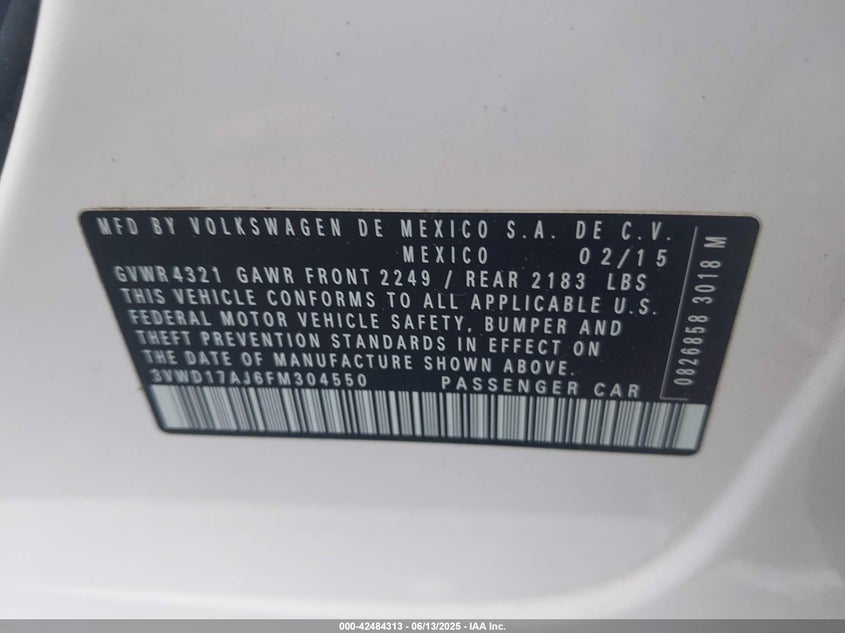 MFD BY VOLKSWAGEN DE MEXICO S.A. DE C.V.
MEXICO 02/15
GVWR 4321 GAWR FRONT 2249 / REAR 2183 LBS
THIS VEHICLE CONFORMS TO ALL APPLICABLE U.S.
FEDERAL MOTOR VEHICLE SAFETY, BUMPER AND
THEFT PREVENTION STANDARDS IN EFFECT ON
THE DATE OF MANUFACTURE SHOWN ABOVE.
3VWD17AJ6FM304550 PASSENGER CAR
0826858 3018 M
000-42484313 - 06/13/2025 - IAA Inc.